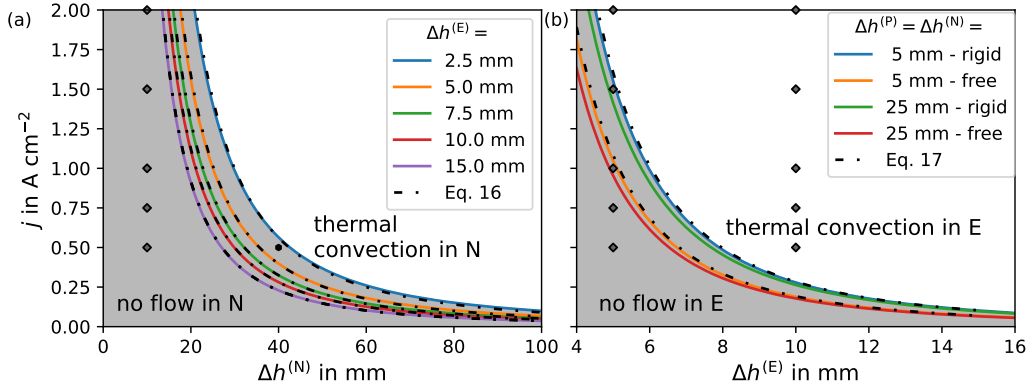 (a)
2.00
1.75
1.50
1.25
1.00
0.75
0.50
0.25
0.00
j in A cm⁻²
Δh⁽ᴱ⁾ =
2.5 mm
5.0 mm
7.5 mm
10.0 mm
15.0 mm
Eq. 16
thermal
convection in N
no flow in N
0 20 40 60 80 100
Δh⁽ᴺ⁾ in mm
(b)
Δh⁽ᴾ⁾ = Δh⁽ᴺ⁾ =
5 mm - rigid
5 mm - free
25 mm - rigid
25 mm - free
Eq. 17
thermal convection in E
no flow in E
4 6 8 10 12 14 16
Δh⁽ᴱ⁾ in mm